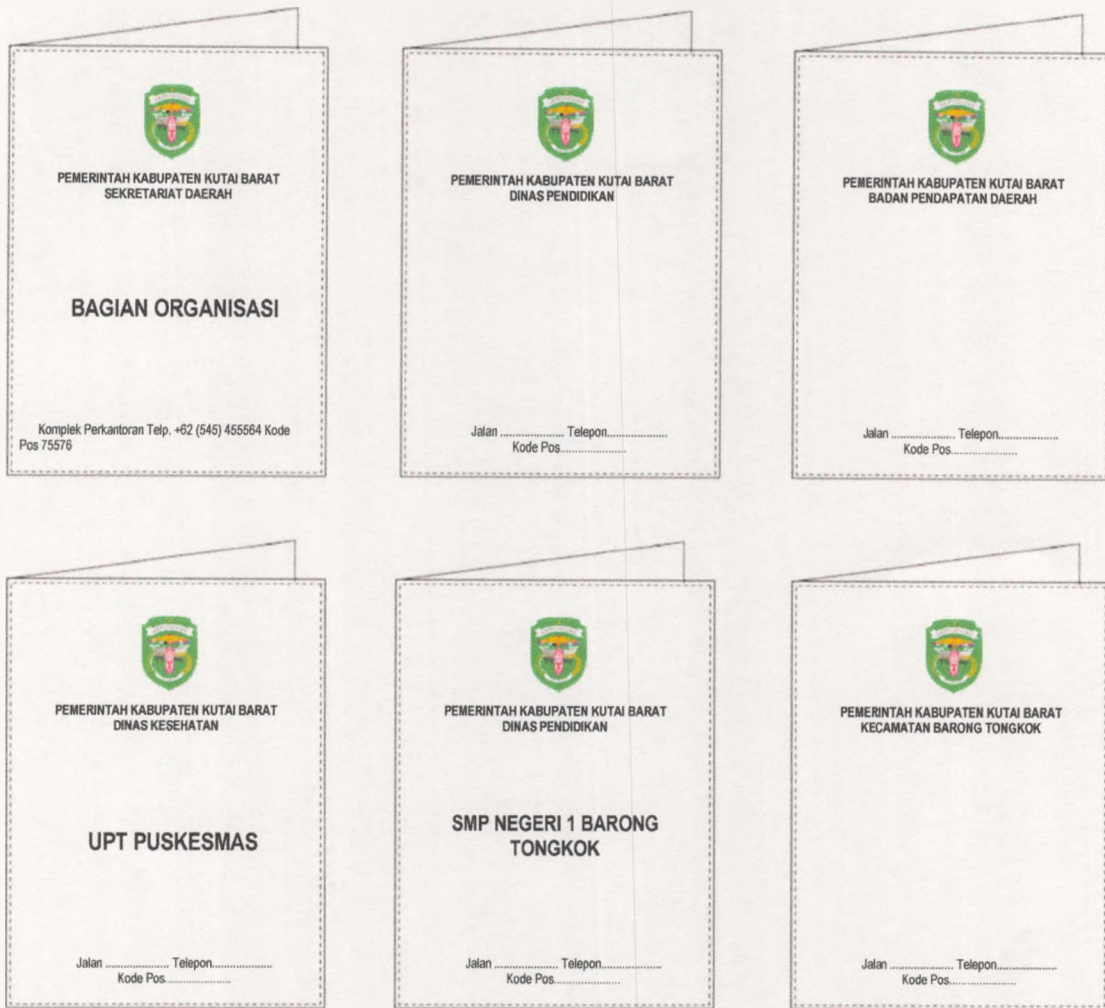 PEMERINTAH KABUPATEN KUTAI BARAT
SEKRETARIAT DAERAH
BAGIAN ORGANISASI
Komplek Perkantoran Telp. +62 (545) 455564 Kode
Pos 75576
PEMERINTAH KABUPATEN KUTAI BARAT
DINAS PENDIDIKAN
Jalan ..................... Telepon....................
Kode Pos......................
PEMERINTAH KABUPATEN KUTAI BARAT
BADAN PENDAPATAN DAERAH
Jalan ..................... Telepon....................
Kode Pos......................
PEMERINTAH KABUPATEN KUTAI BARAT
DINAS KESEHATAN
UPT PUSKESMAS
Jalan ..................... Telepon....................
Kode Pos......................
PEMERINTAH KABUPATEN KUTAI BARAT
DINAS PENDIDIKAN
SMP NEGERI 1 BARONG
TONGKOK
Jalan ..................... Telepon....................
Kode Pos......................
PEMERINTAH KABUPATEN KUTAI BARAT
KECAMATAN BARONG TONGKOK
Jalan ..................... Telepon....................
Kode Pos......................